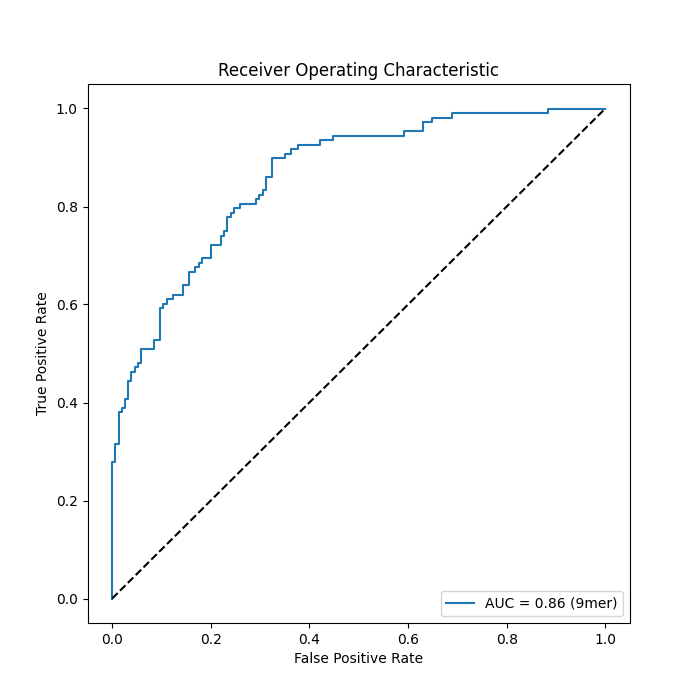 Receiver Operating Characteristic
1.0
0.8
0.6
0.4
0.2
0.0
True Positive Rate
AUC = 0.86 (9mer)
0.0 0.2 0.4 0.6 0.8 1.0
False Positive Rate